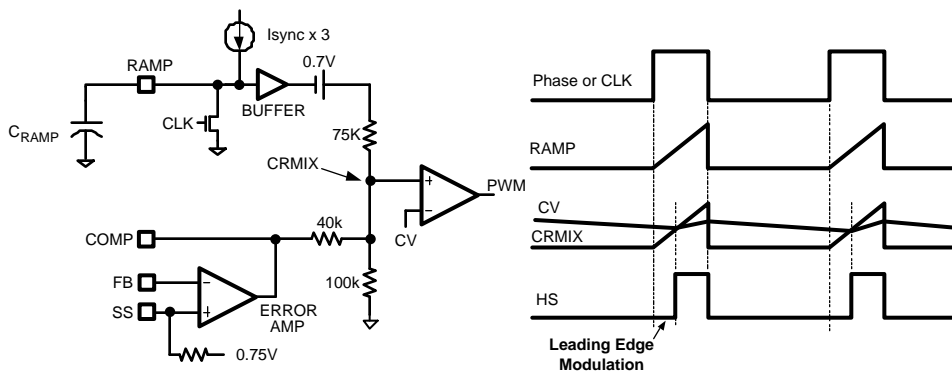 Isync x 3
0.7V
RAMP
BUFFER
CLK
C_RAMP
75K
CRMIX
+
-
PWM
CV
COMP
40k
100k
FB
-
SS
+
ERROR
AMP
0.75V
Phase or CLK
RAMP
CV
CRMIX
HS
Leading Edge
Modulation